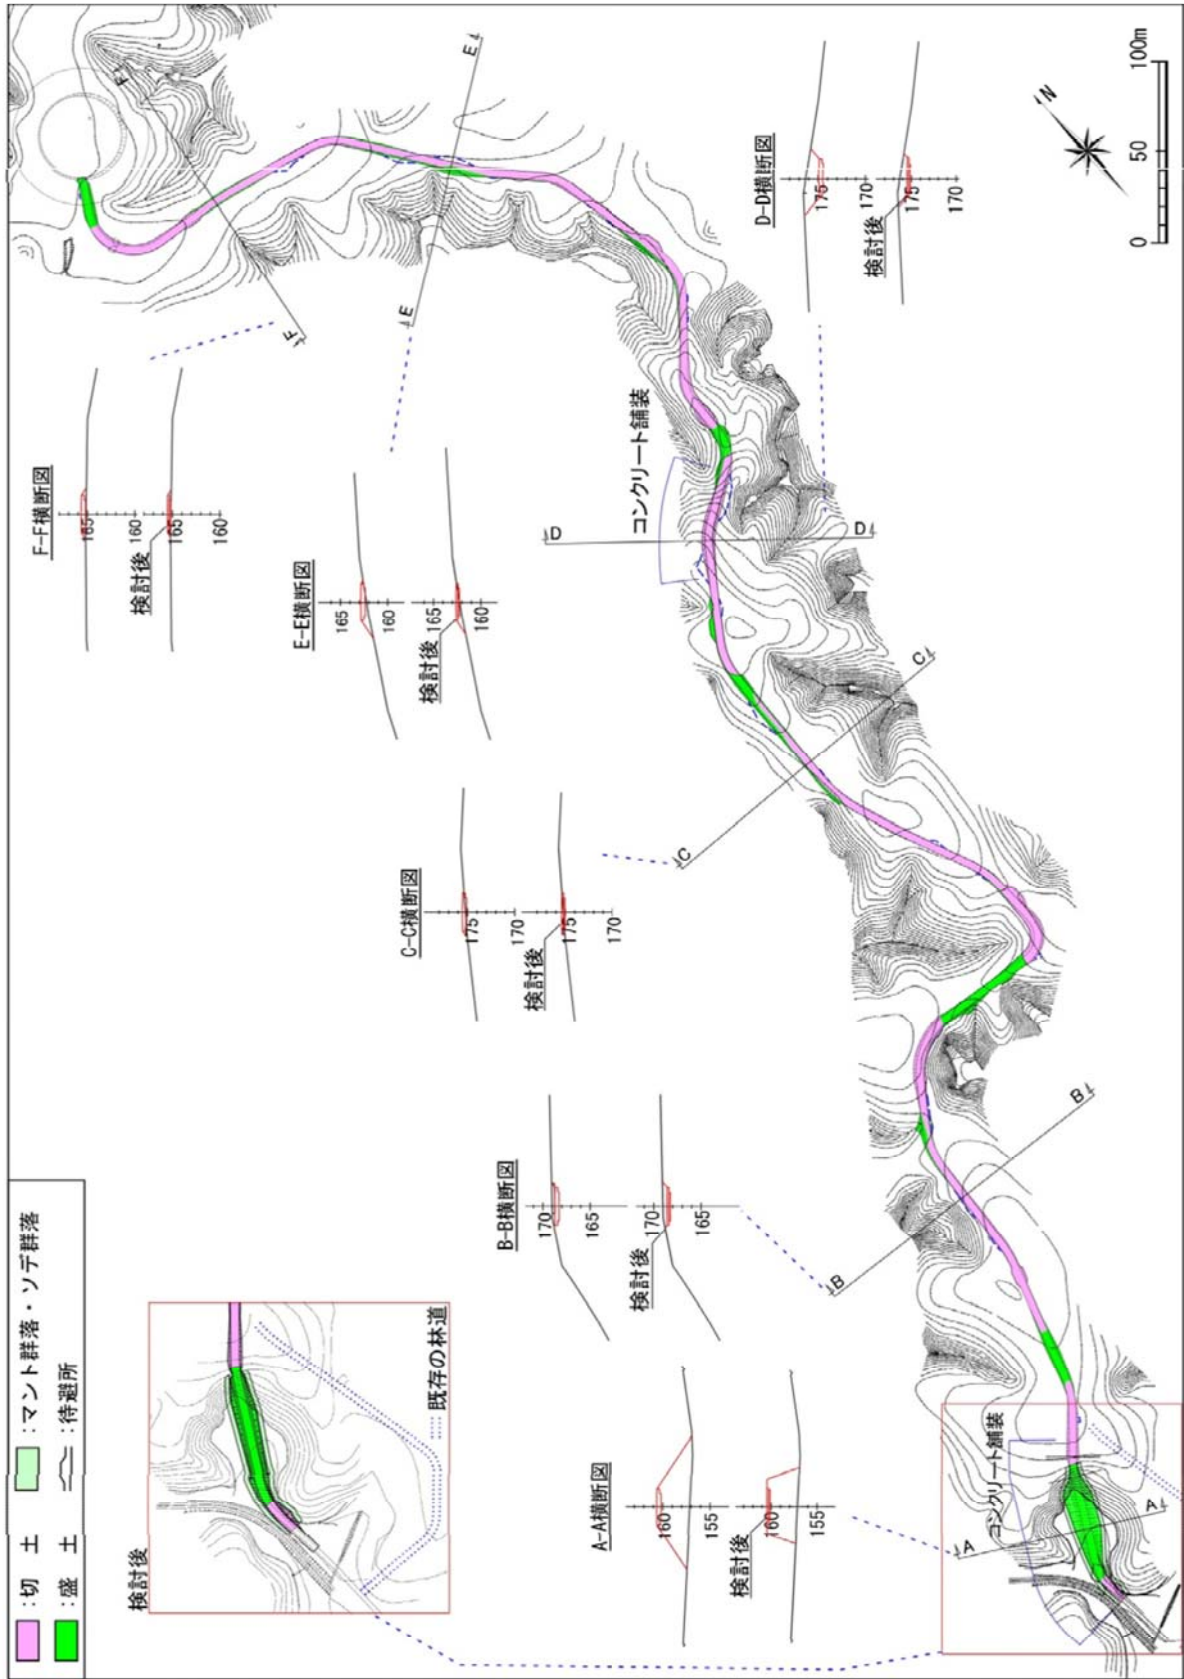 ：切　土
：マント群落・ソデ群落
：盛　土
：待避所
検討後
既存の林道
A-A横断図
160
155
検討後
160
155
B-B横断図
170
165
検討後
170
165
C-C横断図
175
170
検討後
175
170
E-E横断図
165
160
検討後
165
160
F-F横断図
165
160
検討後
165
160
D-D横断図
175
170
検討後
175
170
コンクリート舗装
A
A
B
B
C
C
コンクリート舗装
D
D
E
E
F
F
N
0
50
100m